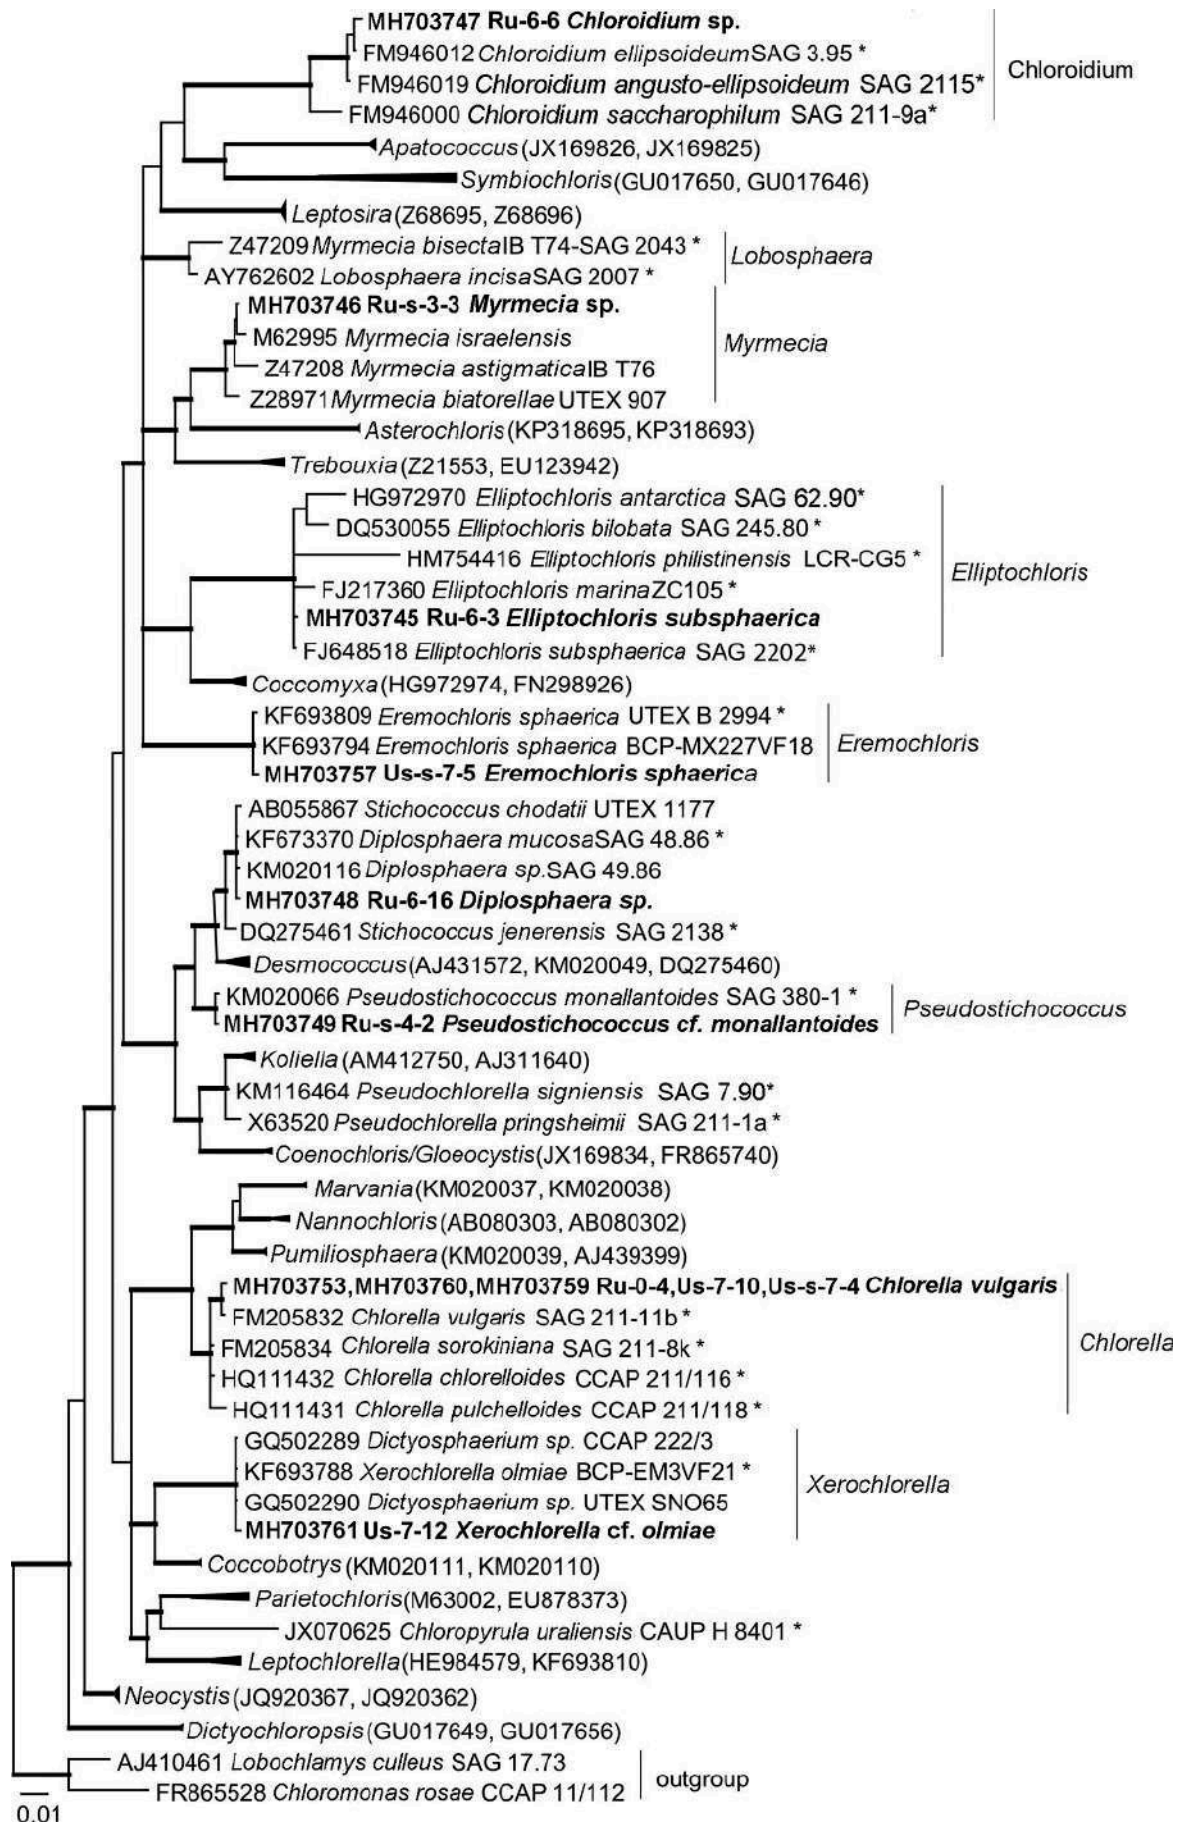 MH703747 Ru-6-6 Chloroidium sp.
FM946012 Chloroidium ellipsoideumSAG 3.95 *
FM946019 Chloroidium angusto-ellipsoideum SAG 2115*
FM946000 Chloroidium saccharophilum SAG 211-9a*
Chloroidium
Apatococcus(JX169826, JX169825)
Symbiochloris(GU017650, GU017646)
Leptosira(Z68695, Z68696)
Z47209 Myrmecia bisectaIB T74-SAG 2043 *
AY762602 Lobosphaera incisaSAG 2007 *
Lobosphaera
MH703746 Ru-s-3-3 Myrmecia sp.
M62995 Myrmecia israelensis
Z47208 Myrmecia astigmaticaIB T76
Z28971Myrmecia biatorellae UTEX 907
Myrmecia
Asterochloris(KP318695, KP318693)
Trebouxia(Z21553, EU123942)
HG972970 Elliptochloris antarctica SAG 62.90*
DQ530055 Elliptochloris bilobata SAG 245.80 *
HM754416 Elliptochloris philistinensis LCR-CG5 *
FJ217360 Elliptochloris marinaZC105 *
MH703745 Ru-6-3 Elliptochloris subsphaerica
FJ648518 Elliptochloris subsphaerica SAG 2202*
Elliptochloris
Coccomyxa(HG972974, FN298926)
KF693809 Eremochloris sphaerica UTEX B 2994 *
KF693794 Eremochloris sphaerica BCP-MX227VF18
MH703757 Us-s-7-5 Eremochloris sphaerica
Eremochloris
AB055867 Stichococcus chodatii UTEX 1177
KF673370 Diplosphaera mucosaSAG 48.86 *
KM020116 Diplosphaera sp.SAG 49.86
MH703748 Ru-6-16 Diplosphaera sp.
DQ275461 Stichococcus jenerensis SAG 2138 *
Desmococcus(AJ431572, KM020049, DQ275460)
KM020066 Pseudostichococcus monallantoides SAG 380-1 *
MH703749 Ru-s-4-2 Pseudostichococcus cf. monallantoides
Pseudostichococcus
Koliella(AM412750, AJ311640)
KM116464 Pseudochlorella signiensis SAG 7.90*
X63520 Pseudochlorella pringsheimii SAG 211-1a *
Coenochloris/Gloeocystis(JX169834, FR865740)
Marvania(KM020037, KM020038)
Nannochloris(AB080303, AB080302)
Pumiliosphaera(KM020039, AJ439399)
MH703753,MH703760,MH703759 Ru-0-4,Us-7-10,Us-s-7-4 Chlorella vulgaris
FM205832 Chlorella vulgaris SAG 211-11b *
FM205834 Chlorella sorokiniana SAG 211-8k *
HQ111432 Chlorella chlorelloides CCAP 211/116 *
HQ111431 Chlorella pulchelloides CCAP 211/118 *
Chlorella
GQ502289 Dictyosphaerium sp. CCAP 222/3
KF693788 Xerochlorella olmiae BCP-EM3VF21 *
GQ502290 Dictyosphaerium sp. UTEX SNO65
MH703761 Us-7-12 Xerochlorella cf. olmiae
Xerochlorella
Coccobotrys(KM020111, KM020110)
Parietochloris(M63002, EU878373)
JX070625 Chloropyrula uraliensis CAUP H 8401 *
Leptochlorella(HE984579, KF693810)
Neocystis(JQ920367, JQ920362)
Dictyochloropsis(GU017649, GU017656)
AJ410461 Lobochlamys culleus SAG 17.73
FR865528 Chloromonas rosae CCAP 11/112
outgroup
0.01